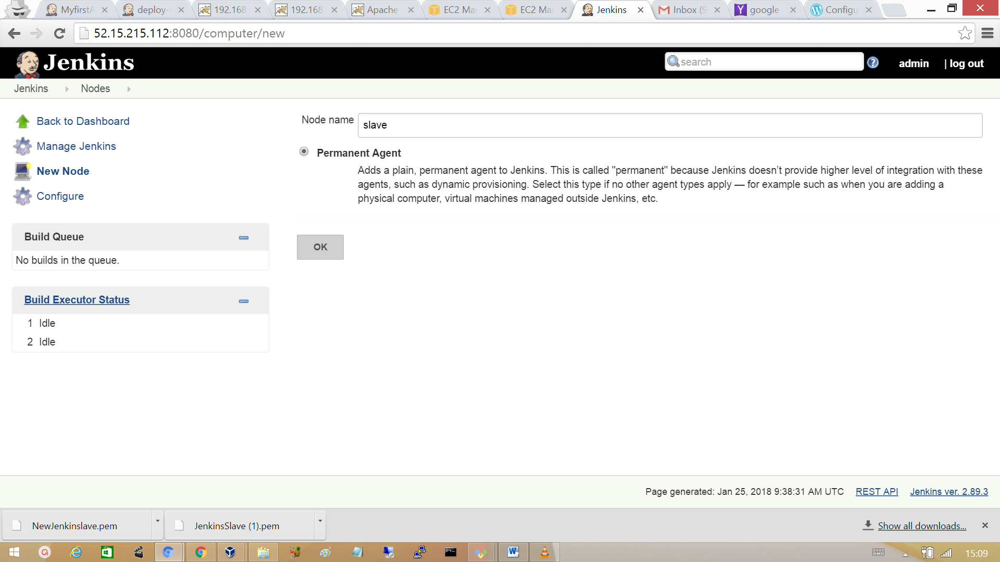 MyfirstA
deploy-
192.168
192.168
Apache
EC2 Ma
EC2 Ma
Jenkins
Inbox (9
google
Configu
52.15.215.112:8080/computer/new
Jenkins
search
admin
| log out
Jenkins
Nodes
Back to Dashboard
Manage Jenkins
New Node
Configure
Build Queue
No builds in the queue.
Build Executor Status
1 Idle
2 Idle
Node name slave
Permanent Agent
Adds a plain, permanent agent to Jenkins. This is called "permanent" because Jenkins doesn’t provide higher level of integration with these
agents, such as dynamic provisioning. Select this type if no other agent types apply — for example such as when you are adding a
physical computer, virtual machines managed outside Jenkins, etc.
OK
Page generated: Jan 25, 2018 9:38:31 AM UTC REST API Jenkins ver. 2.89.3
NewJenkinslave.pem
JenkinsSlave (1).pem
Show all downloads...
15:09